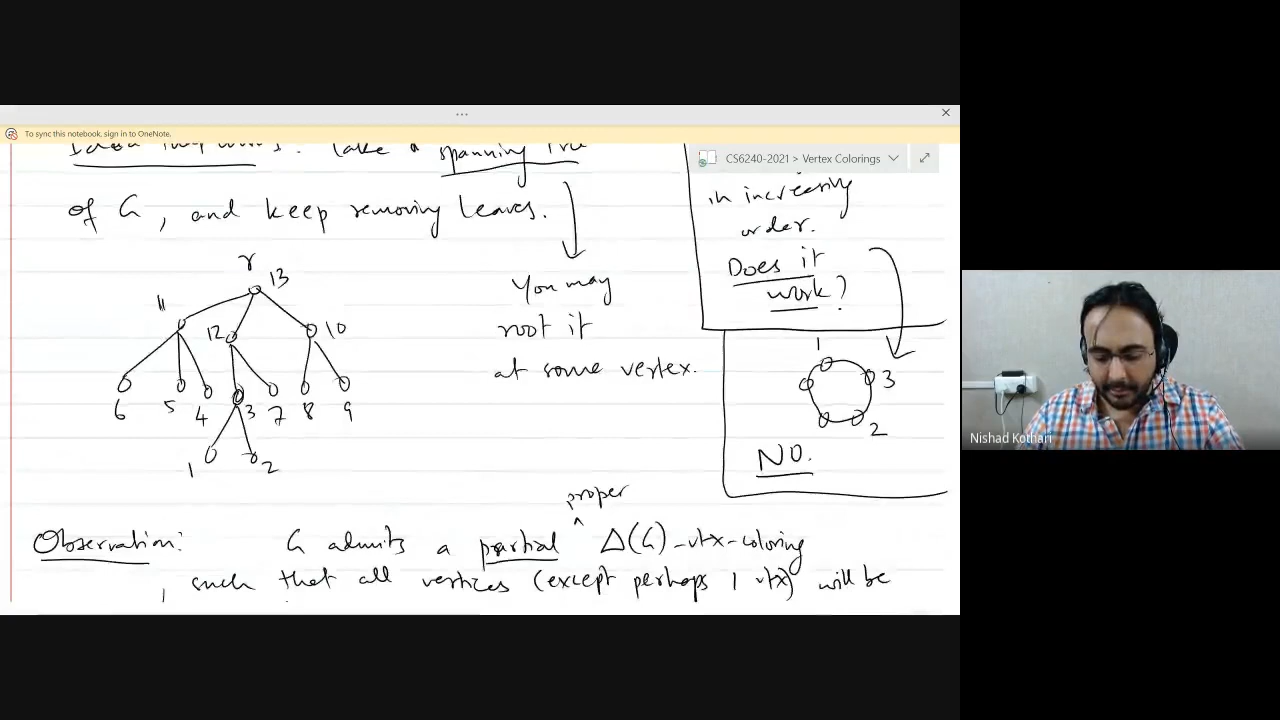 To sync this notebook, sign in to OneNote.
CS6240-2021 > Vertex Colorings
Take a spanning Tree
of G, and keep removing leaves.
You may
root it
at some vertex.
r
13
11
12
10
6
5
4
3
7
8
9
1
2
in increasing
order.
Does it
work?
1
3
2
NO.
proper
^
Observation: G admits a partial Δ(G)-vtx-coloring
, such that all vertices (except perhaps 1 vtx) will be
Nishad Kothari